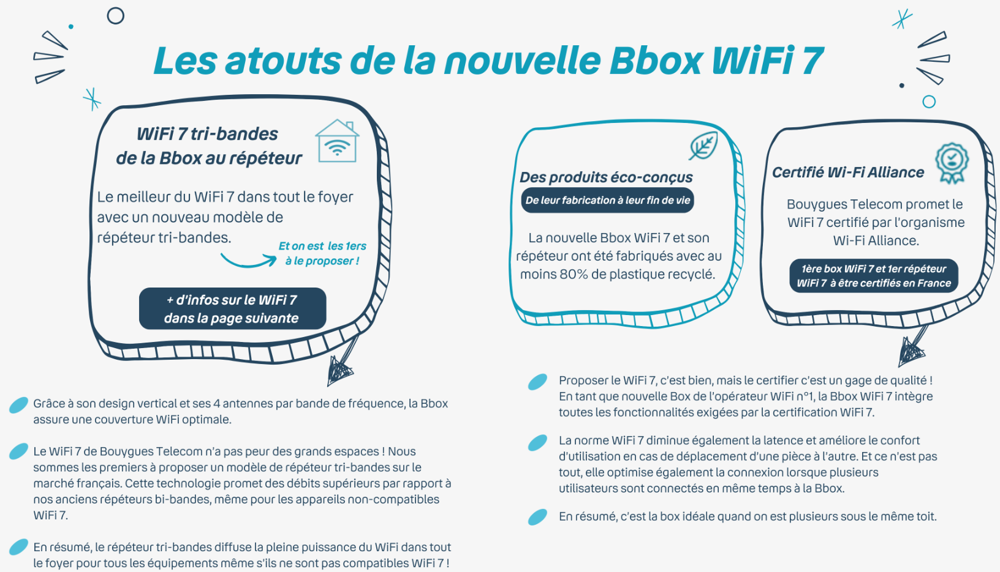 Les atouts de la nouvelle Bbox WiFi 7
WiFi 7 tri-bandes
de la Bbox au répéteur
Le meilleur du WiFi 7 dans tout le foyer
avec un nouveau modèle de
répéteur tri-bandes.
Et on est les 1ers
à le proposer !
+ d'infos sur le WiFi 7
dans la page suivante
Des produits éco-conçus
De leur fabrication à leur fin de vie
La nouvelle Bbox WiFi 7 et son
répéteur ont été fabriqués avec au
moins 80% de plastique recyclé.
Certifié Wi-Fi Alliance
Bouygues Telecom promet le
WiFi 7 certifié par l'organisme
Wi-Fi Alliance.
1ère box WiFi 7 et 1er répéteur
WiFi 7 à être certifiés en France
Grâce à son design vertical et ses 4 antennes par bande de fréquence, la Bbox
assure une couverture WiFi optimale.
Le WiFi 7 de Bouygues Telecom n'a pas peur des grands espaces ! Nous
sommes les premiers à proposer un modèle de répéteur tri-bandes sur le
marché français. Cette technologie promet des débits supérieurs par rapport à
nos anciens répéteurs bi-bandes, même pour les appareils non-compatibles
WiFi 7.
En résumé, le répéteur tri-bandes diffuse la pleine puissance du WiFi dans tout
le foyer pour tous les équipements même s'ils ne sont pas compatibles WiFi 7 !
Proposer le WiFi 7, c'est bien, mais le certifier c'est un gage de qualité !
En tant que nouvelle Box de l'opérateur WiFi n°1, la Bbox WiFi 7 intègre
toutes les fonctionnalités exigées par la certification WiFi 7.
La norme WiFi 7 diminue également la latence et améliore le confort
d'utilisation en cas de déplacement d'une pièce à l'autre. Et ce n'est pas
tout, elle optimise également la connexion lorsque plusieurs
utilisateurs sont connectés en même temps à la Bbox.
En résumé, c'est la box idéale quand on est plusieurs sous le même toit.